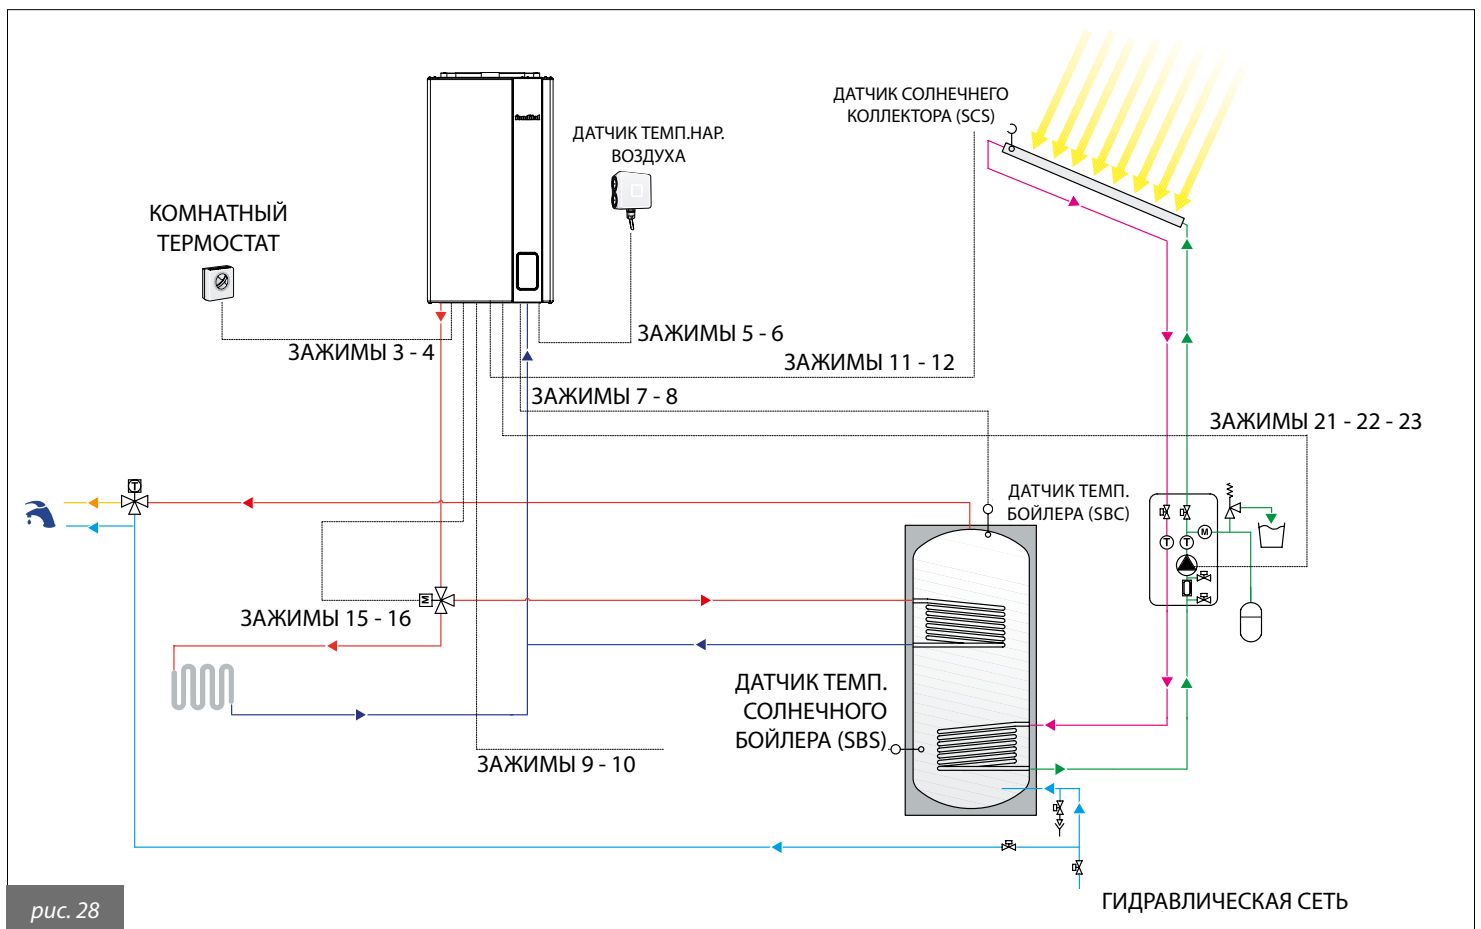 ДАТЧИК СОЛНЕЧНЕГО
КОЛЛЕКТОРА (SCS)
fondital
ДАТЧИК ТЕМП.НАР.
ВОЗДУХА
КОМНАТНЫЙ
ТЕРМОСТАТ
ЗАЖИМЫ 5 - 6
ЗАЖИМЫ 3 - 4
ЗАЖИМЫ 11 - 12
ЗАЖИМЫ 7 - 8
ЗАЖИМЫ 21 - 22 - 23
T
ДАТЧИК ТЕМП.
БОЙЛЕРА (SBC)
M
T
T
M
ЗАЖИМЫ 15 - 16
ДАТЧИК ТЕМП.
СОЛНЕЧНОГО
БОЙЛЕРА (SBS)
ЗАЖИМЫ 9 - 10
ГИДРАВЛИЧЕСКАЯ СЕТЬ
рис. 28